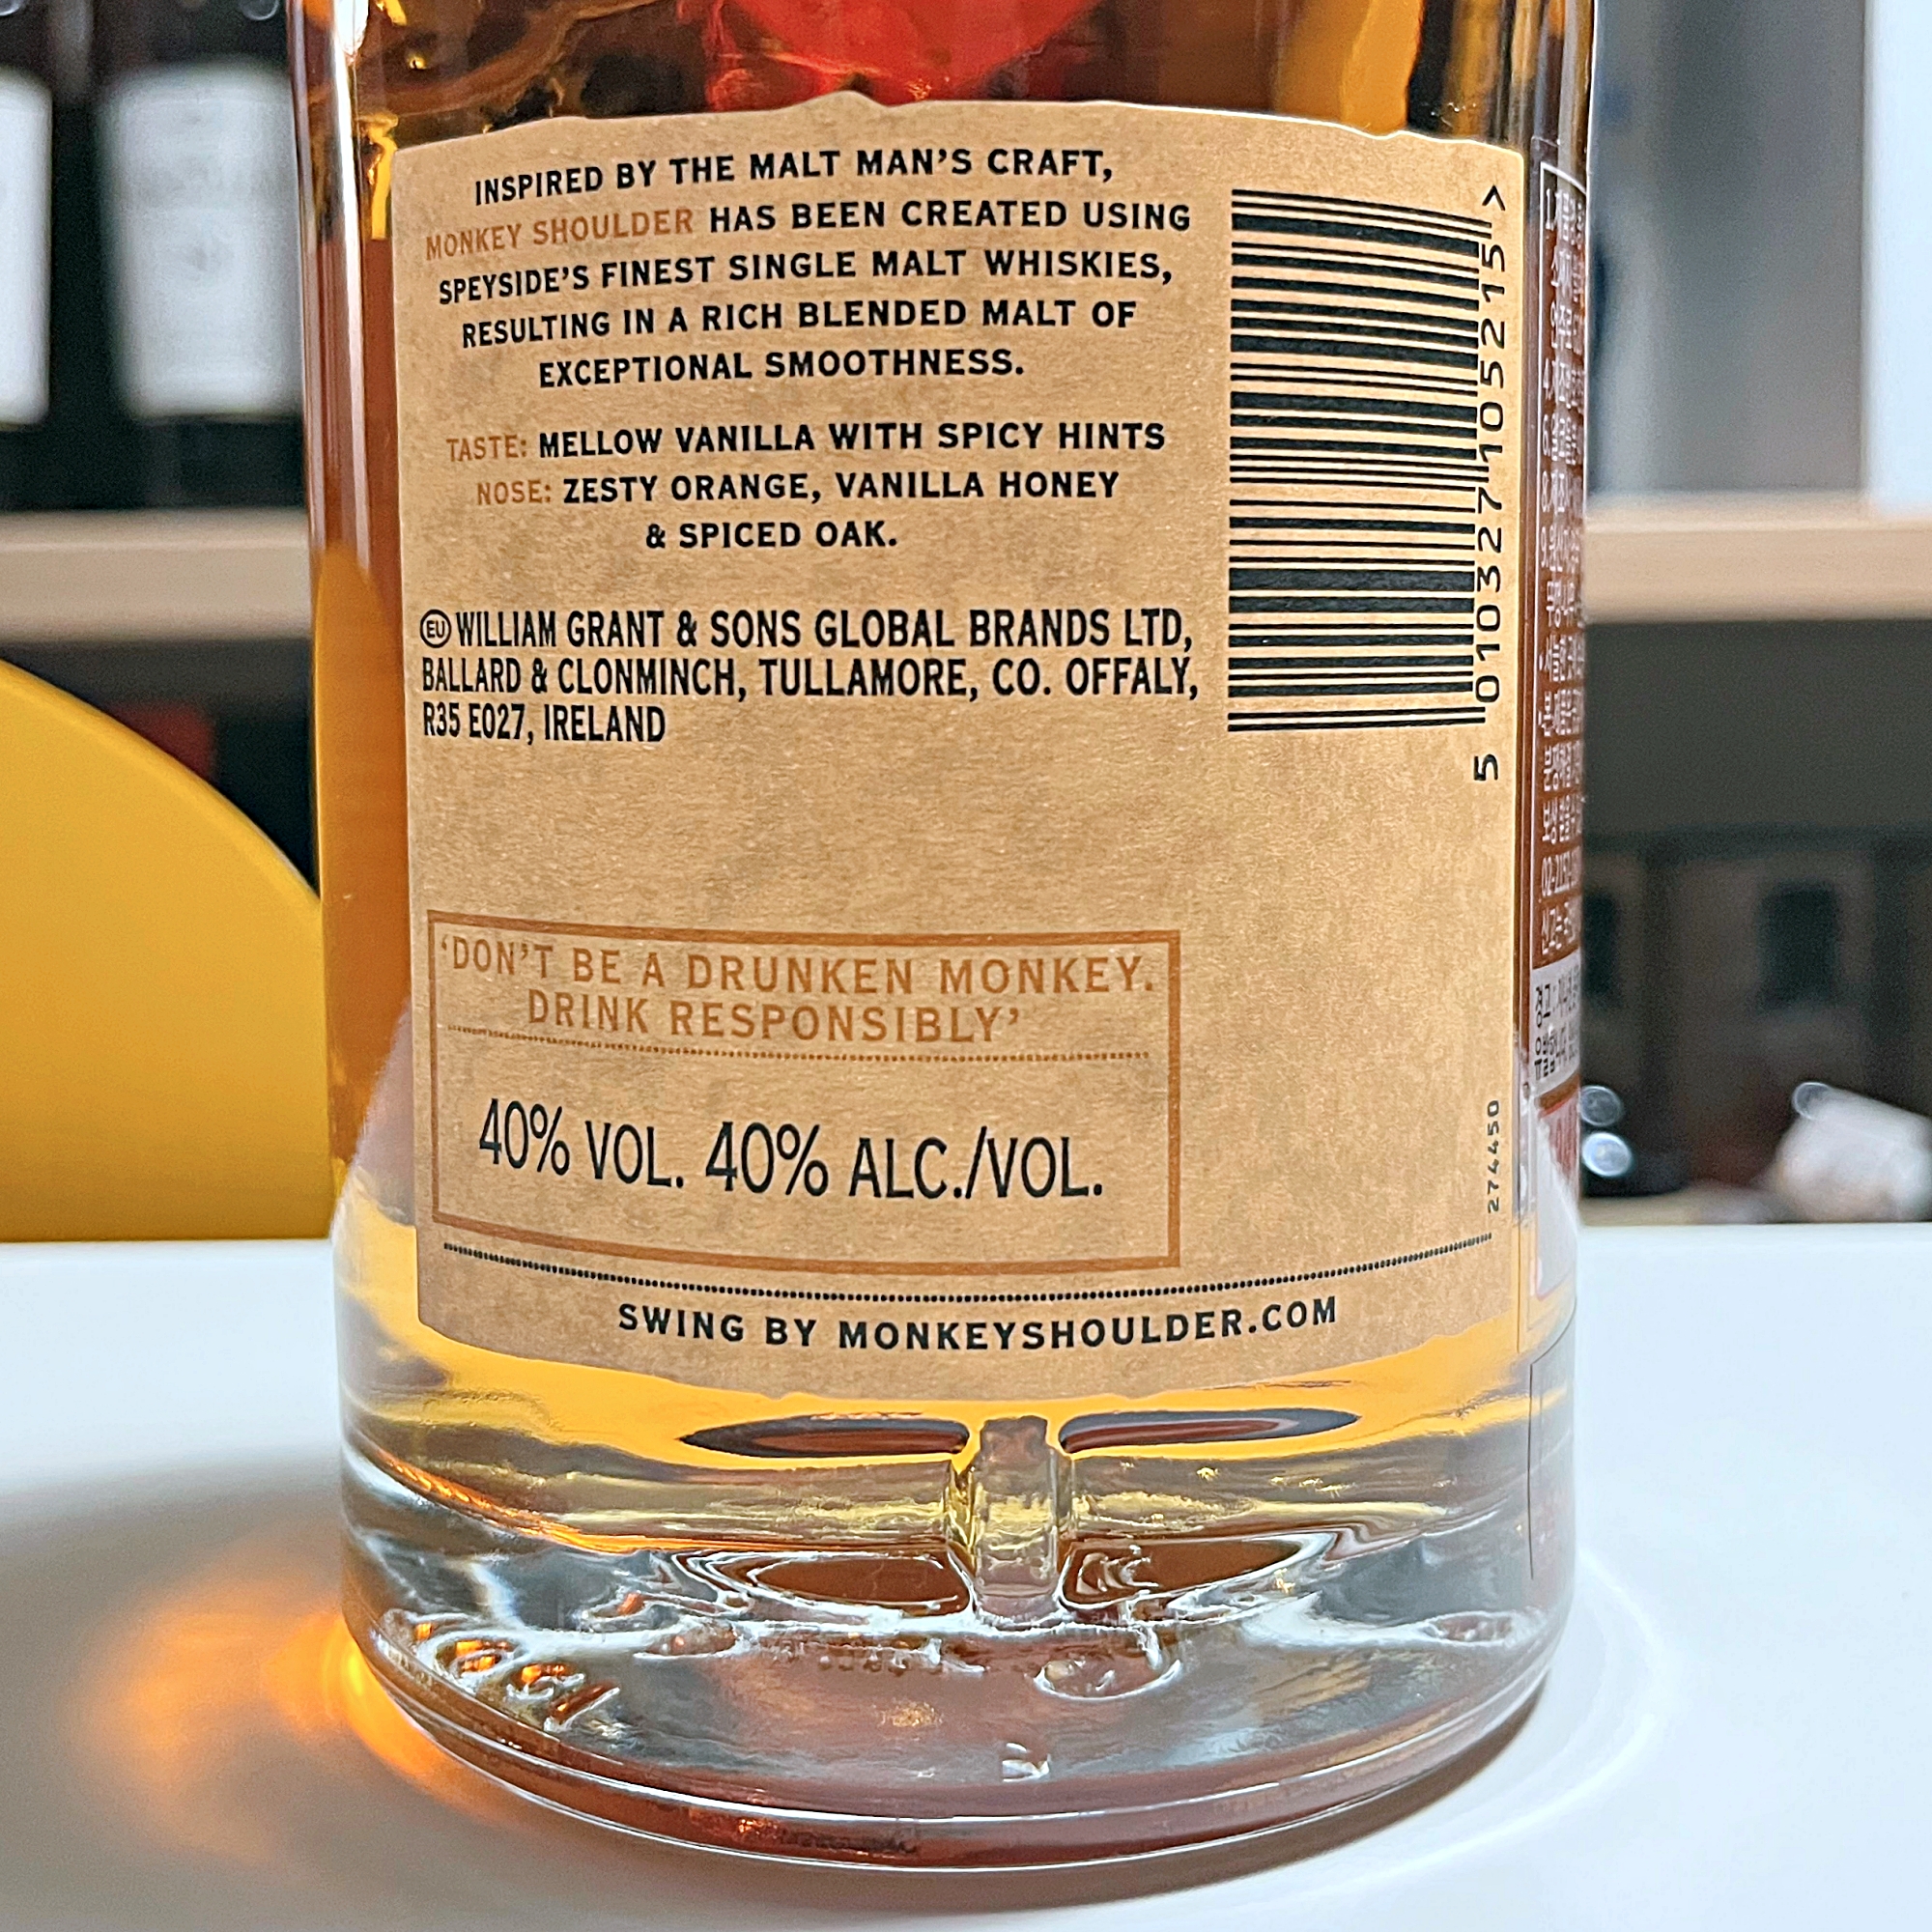 INSPIRED BY THE MALT MAN'S CRAFT,
MONKEY SHOULDER HAS BEEN CREATED USING
SPEYSIDE'S FINEST SINGLE MALT WHISKIES,
RESULTING IN A RICH BLENDED MALT OF
EXCEPTIONAL SMOOTHNESS.
TASTE: MELLOW VANILLA WITH SPICY HINTS
NOSE: ZESTY ORANGE, VANILLA HONEY
& SPICED OAK.
EU WILLIAM GRANT & SONS GLOBAL BRANDS LTD,
BALLARD & CLONMINCH, TULLAMORE, CO. OFFALY,
R35 E027, IRELAND
5 010327 105215 >
'DON'T BE A DRUNKEN MONKEY.
DRINK RESPONSIBLY'
40% VOL. 40% ALC./VOL.
274450
SWING BY MONKEYSHOULDER.COM